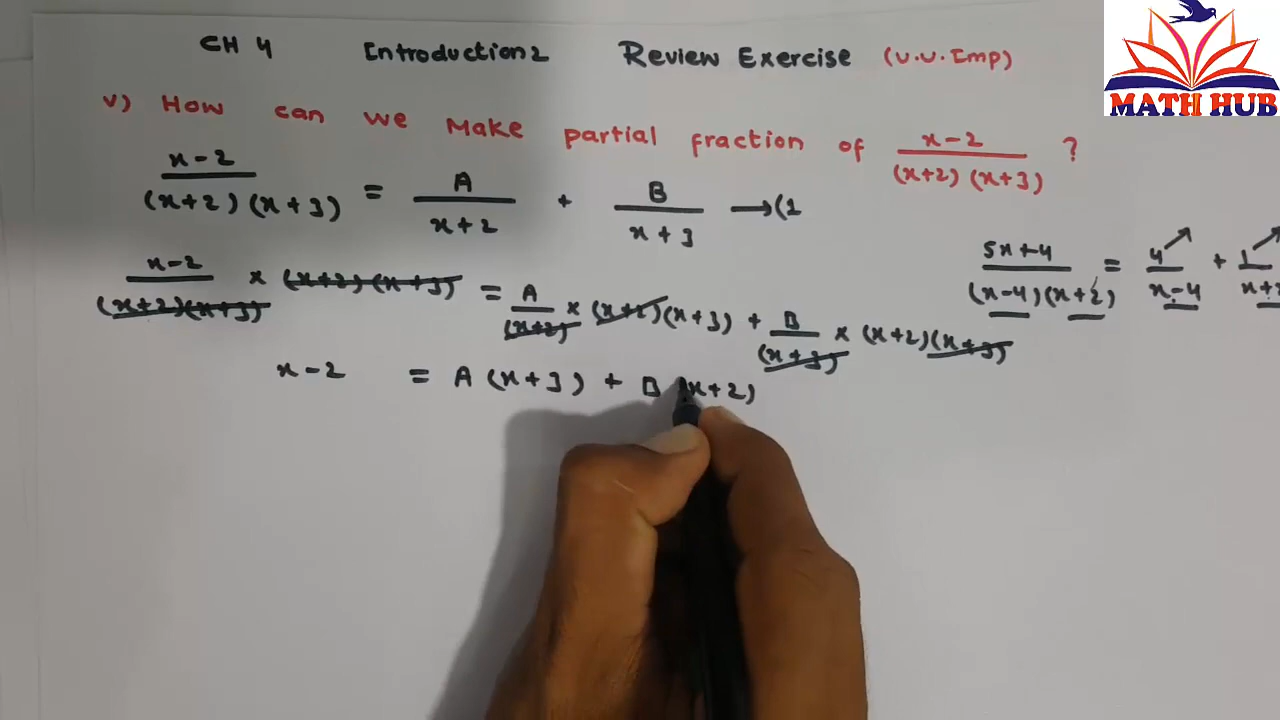 CH 4 Introduction2 Review Exercise (V.V.Imp)
MATH HUB
v) How can we Make partial fraction of x-2/(x+2)(x+3) ?
x-2/(x+2)(x+3) = A/x+2 + B/x+3 →(1
5x+4/(x-4)(x+2) = 4/x-4 + 1/x+2
x-2/(x+2)(x+3) × (x+2)(x+3) = A/(x+2) × (x+2)(x+3) + B/(x+3) × (x+2)(x+3)
x-2 = A(x+3) + B(x+2)